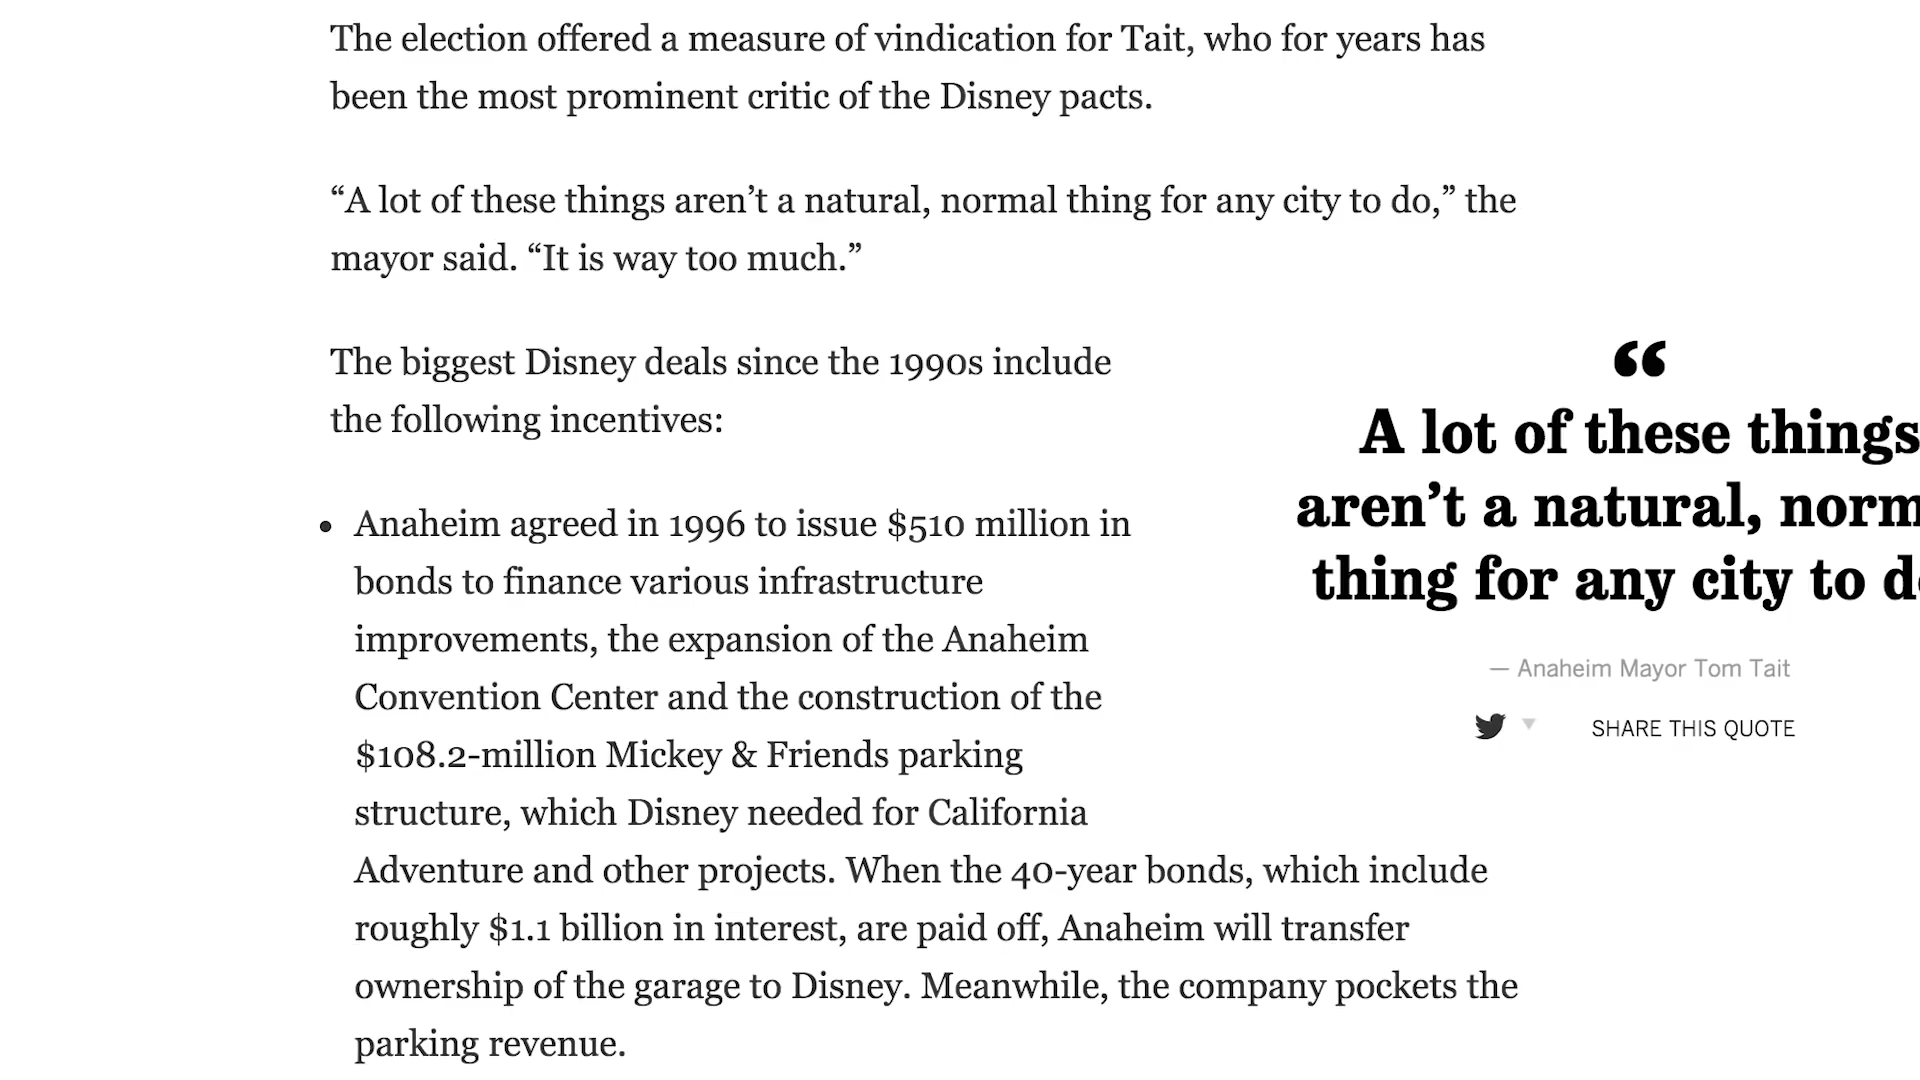 The election offered a measure of vindication for Tait, who for years has
been the most prominent critic of the Disney pacts.
“A lot of these things aren’t a natural, normal thing for any city to do,” the
mayor said. “It is way too much.”
The biggest Disney deals since the 1990s include
the following incentives:
• Anaheim agreed in 1996 to issue $510 million in
bonds to finance various infrastructure
improvements, the expansion of the Anaheim
Convention Center and the construction of the
$108.2-million Mickey & Friends parking
structure, which Disney needed for California
Adventure and other projects. When the 40-year bonds, which include
roughly $1.1 billion in interest, are paid off, Anaheim will transfer
ownership of the garage to Disney. Meanwhile, the company pockets the
parking revenue.
“
A lot of these things
aren’t a natural, norm
thing for any city to d
— Anaheim Mayor Tom Tait
SHARE THIS QUOTE